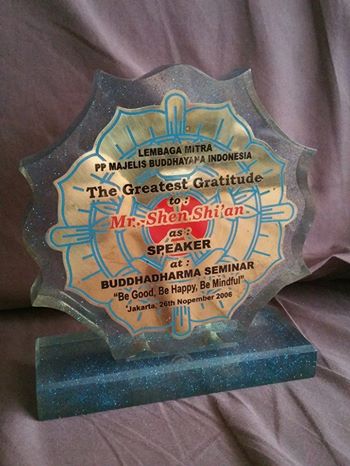 LEMBAGA MITRA
PP MAJELIS BUDDHAYANA INDONESIA
The Greatest Gratitude
to :
Mr. Shen Shi'an
as :
SPEAKER
at :
BUDDHADHARMA SEMINAR
"Be Good, Be Happy, Be Mindful"
Jakarta, 26th Nopember 2006